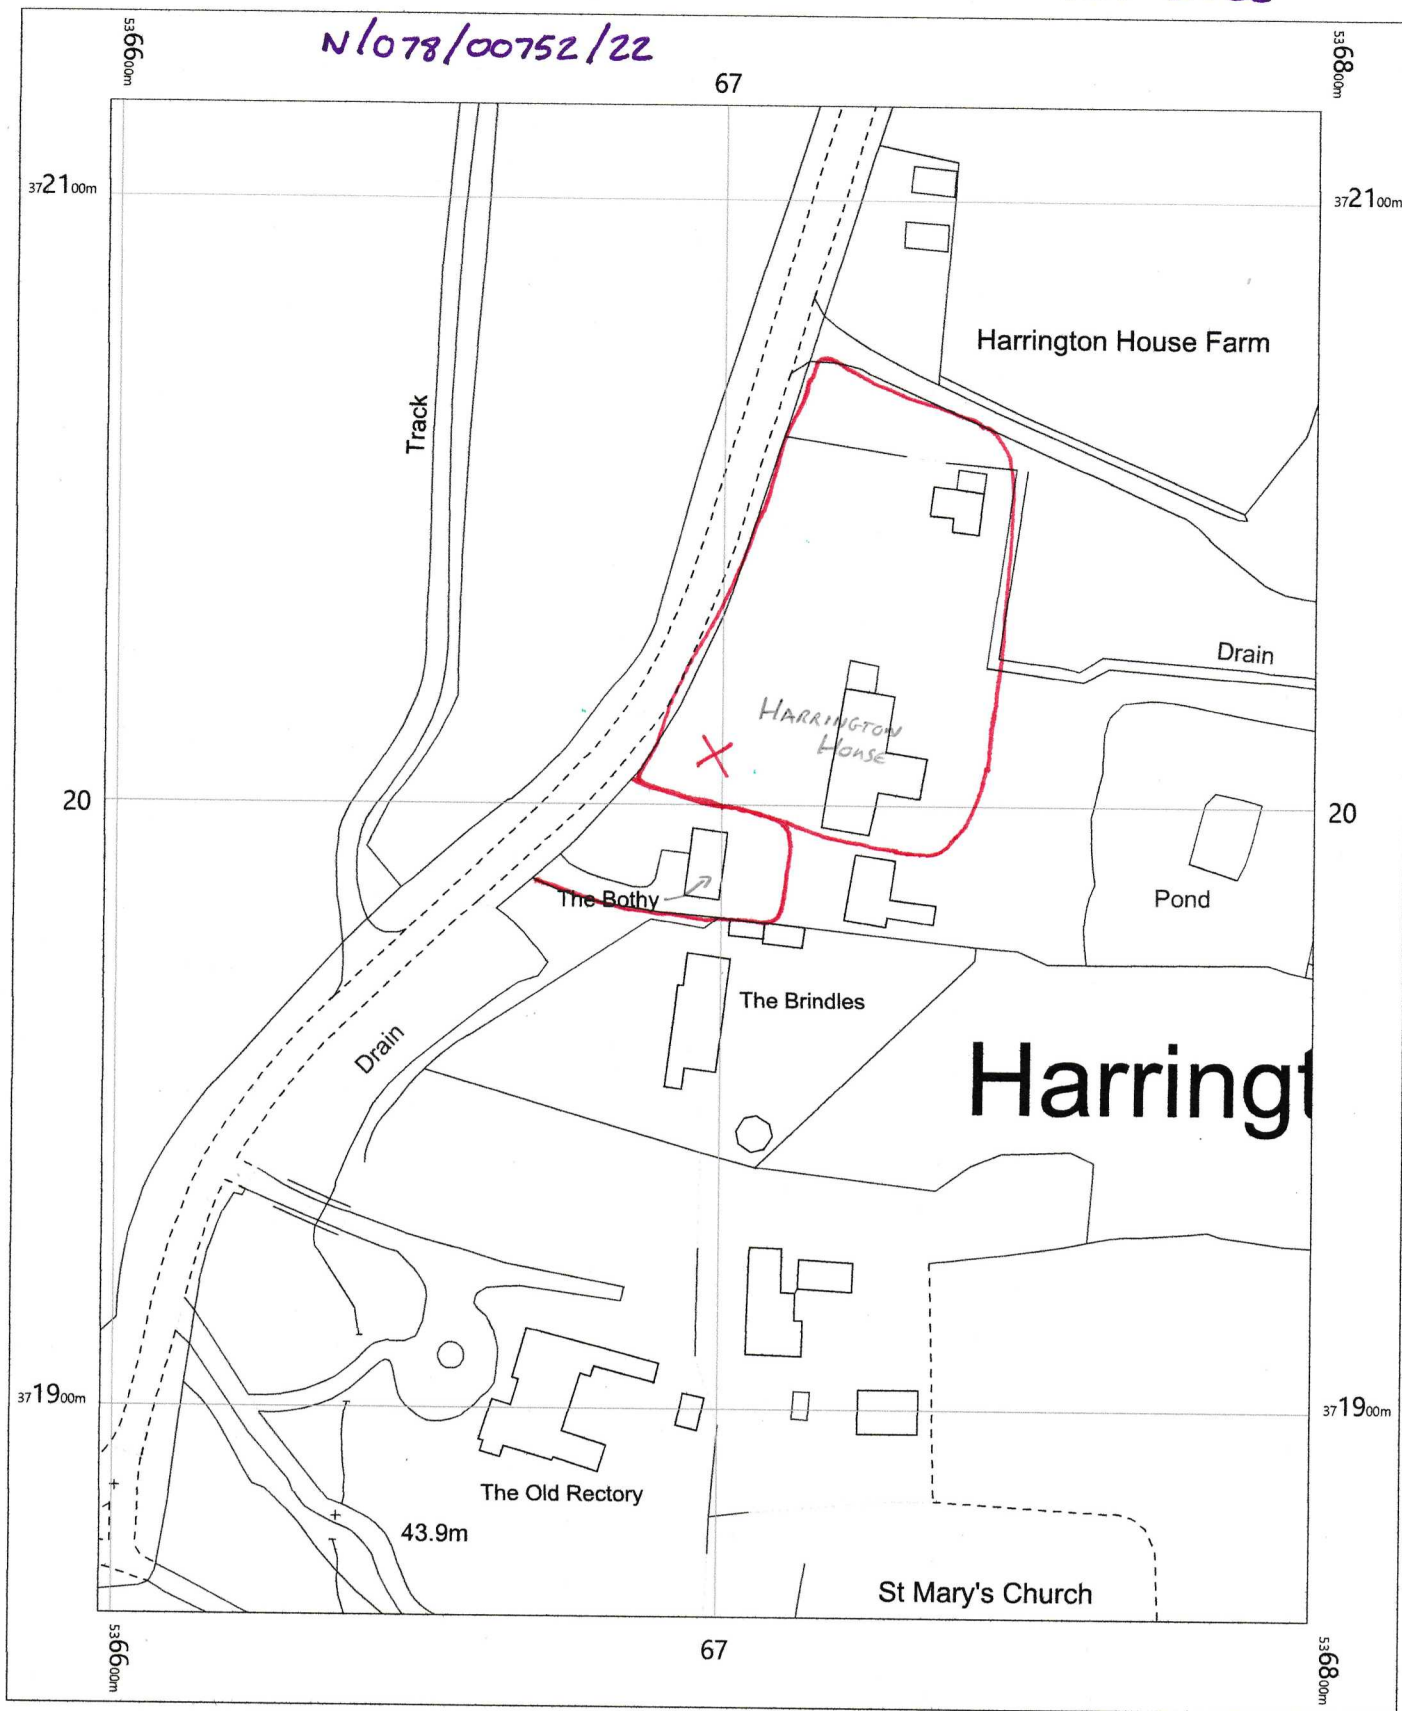 N/078/00752/22
536600m
67
536800m
372100m
372100m
Harrington House Farm
Track
Drain
HARRINGTON
HOUSE
20
20
The Bothy
Pond
The Brindles
Drain
Harringt
371900m
371900m
The Old Rectory
43.9m
St Mary's Church
536600m
67
536800m